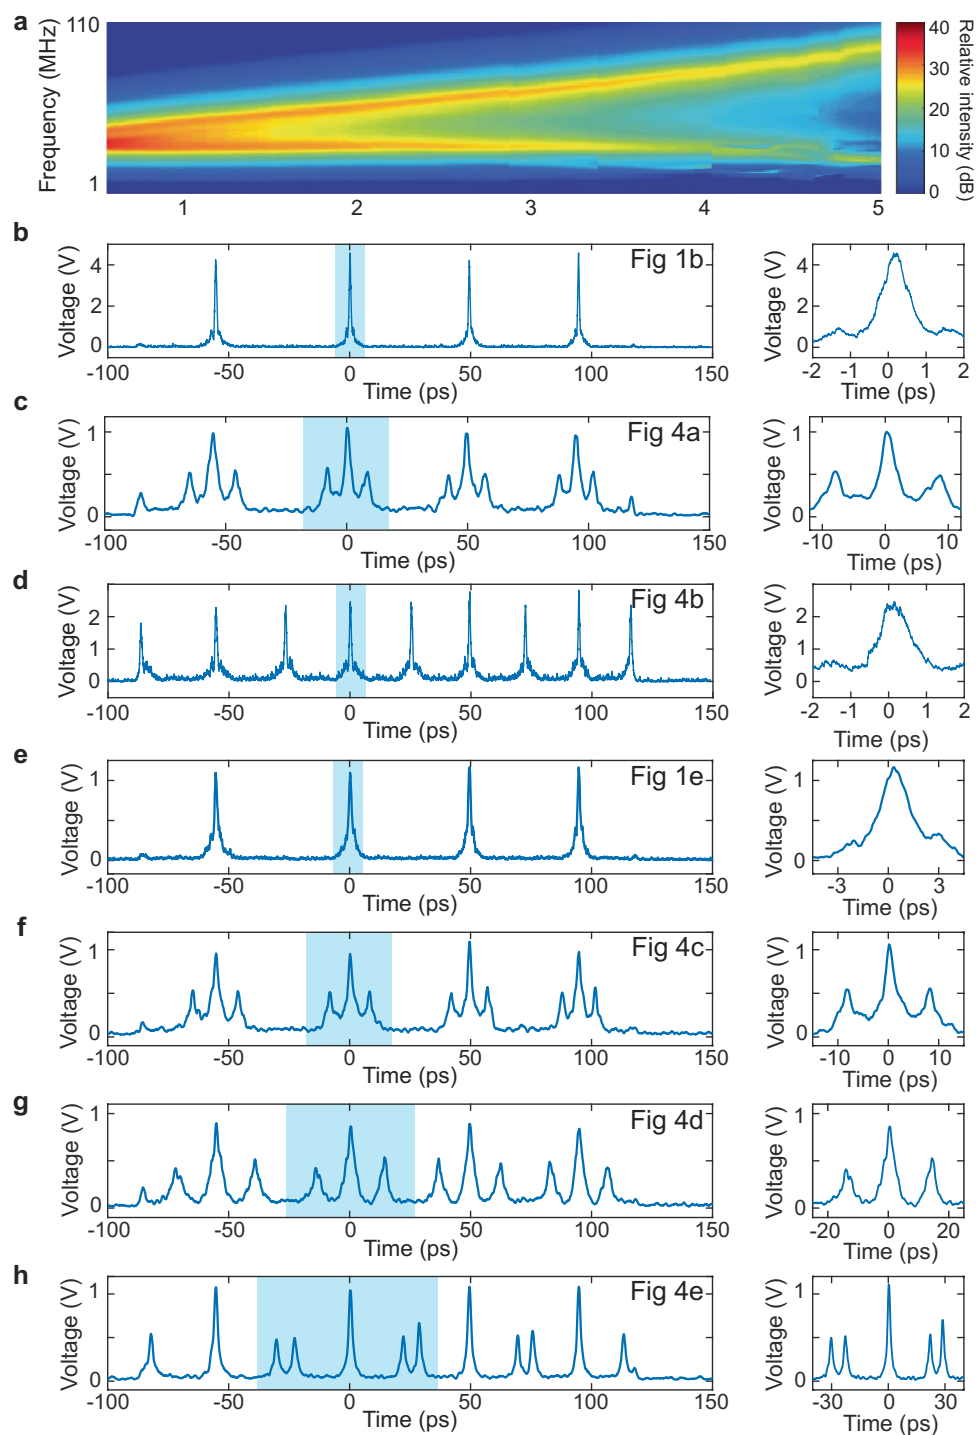 a
110
Frequency (MHz)
1
1 2 3 4 5
40
30
20
10
0
Relative intensity (dB)
b
Fig 1b
Voltage (V)
4
2
0
-100 -50 0 50 100 150
Time (ps)
Voltage (V)
4
2
0
-2 -1 0 1 2
Time (ps)
c
Fig 4a
Voltage (V)
1
0
-100 -50 0 50 100 150
Time (ps)
Voltage (V)
1
0
-10 0 10
Time (ps)
d
Fig 4b
Voltage (V)
2
1
0
-100 -50 0 50 100 150
Time (ps)
Voltage (V)
2
1
0
-2 -1 0 1 2
Time (ps)
e
Fig 1e
Voltage (V)
1
0
-100 -50 0 50 100 150
Time (ps)
Voltage (V)
1
0
-3 0 3
Time (ps)
f
Fig 4c
Voltage (V)
1
0
-100 -50 0 50 100 150
Time (ps)
Voltage (V)
1
0
-10 0 10
Time (ps)
g
Fig 4d
Voltage (V)
1
0
-100 -50 0 50 100 150
Time (ps)
Voltage (V)
1
0
-20 0 20
Time (ps)
h
Fig 4e
Voltage (V)
1
0
-100 -50 0 50 100 150
Time (ps)
Voltage (V)
1
0
-30 0 30
Time (ps)